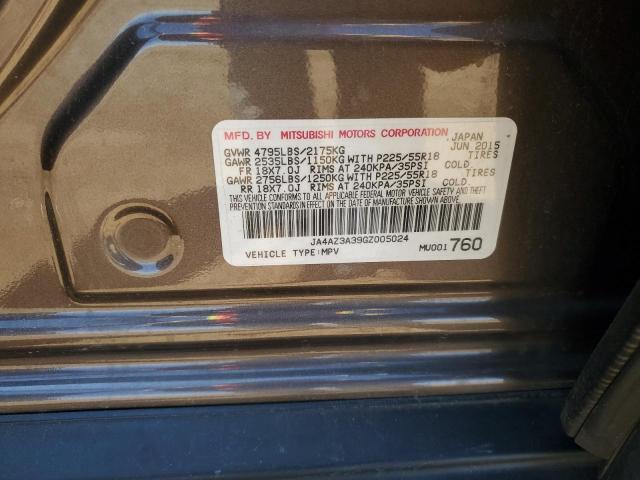 MFD. BY MITSUBISHI MOTORS CORPORATION JAPAN
GVWR 4795LBS/2175KG JUN 2015
GAWR 2535LBS/1150KG WITH P225/55R18 TIRES
FR 18X7.0J RIMS AT 240KPA/35PSI COLD.
GAWR 2756LBS/1250KG WITH P225/55R18 TIRES
RR 18X7.0J RIMS AT 240KPA/35PSI COLD.
THIS VEHICLE CONFORMS TO ALL APPLICABLE FEDERAL MOTOR VEHICLE SAFETY AND THEFT
PREVENTION STANDARDS IN EFFECT ON THE DATE OF MANUFACTURE SHOWN ABOVE.
JA4AZ3A39GZ005024
VEHICLE TYPE:MPV MU001 760